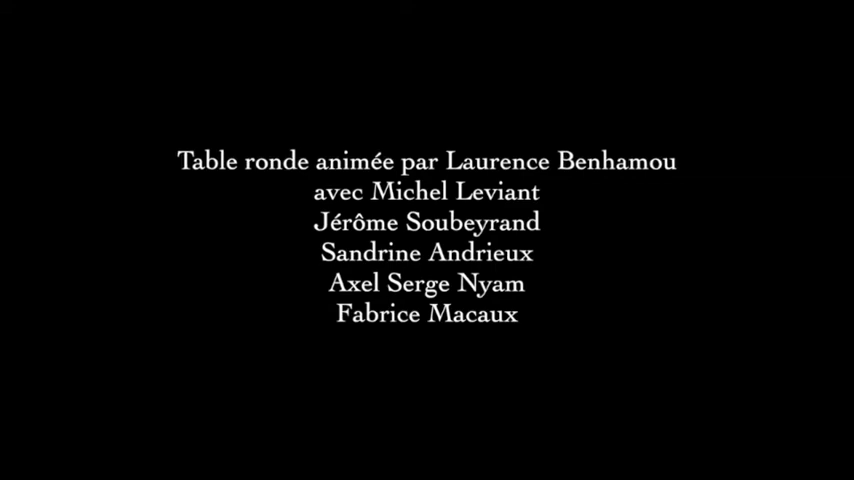 Table ronde animée par Laurence Benhamou
avec Michel Leviant
Jérôme Soubeyrand
Sandrine Andrieux
Axel Serge Nyam
Fabrice Macaux